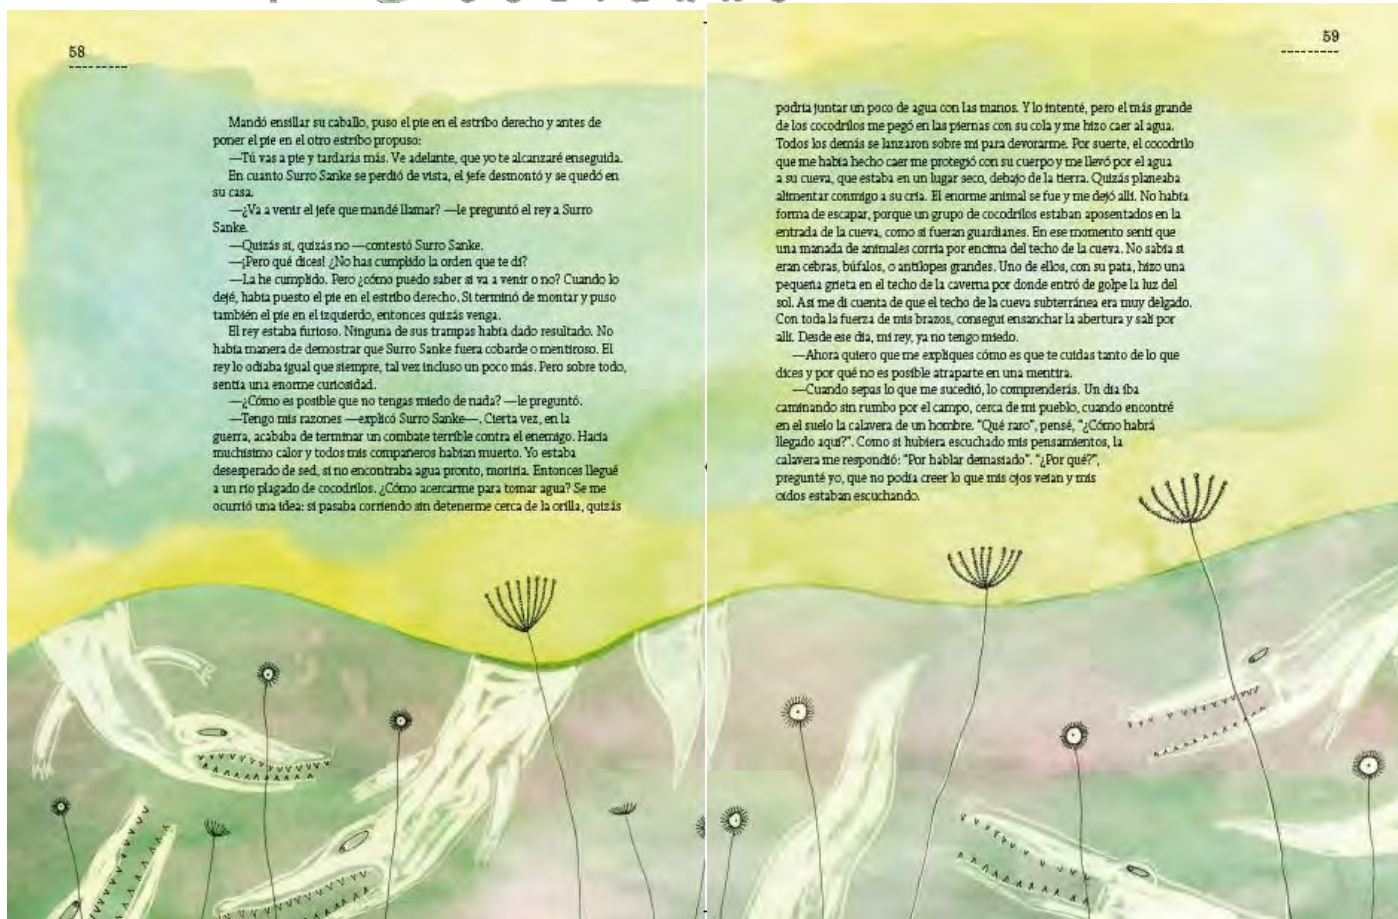 58
Mandó ensillar su caballo, puso el pie en el estribo derecho y antes de
poner el pie en el otro estribo propuso:
—Tú vas a pie y tardarás más. Ve adelante, que yo te alcanzaré enseguida.
En cuanto Surro Sanke se perdió de vista, el jefe desmontó y se quedó en
su casa.
—¿Va a venir el jefe que mandé llamar? —le preguntó el rey a Surro
Sanke.
—Quizás sí, quizás no —contestó Surro Sanke.
—¡Pero qué dices! ¿No has cumplido la orden que te di?
—La he cumplido. Pero ¿cómo puedo saber si va a venir o no? Cuando lo
dejé, había puesto el pie en el estribo derecho. Si terminó de montar y puso
también el pie en el izquierdo, entonces quizás venga.
El rey estaba furioso. Ninguna de sus trampas había dado resultado. No
había manera de demostrar que Surro Sanke fuera cobarde o mentiroso. El
rey lo odiaba igual que siempre, tal vez incluso un poco más. Pero sobre todo,
sentía una enorme curiosidad.
—¿Cómo es posible que no tengas miedo de nada? —le preguntó.
—Tengo mis razones —explicó Surro Sanke—. Cierta vez, en la
guerra, acababa de terminar un combate terrible contra el enemigo. Hacía
muchísimo calor y todos mis compañeros habían muerto. Yo estaba
desesperado de sed, si no encontraba agua pronto, moriría. Entonces llegué
a un río plagado de cocodrilos. ¿Cómo acercarme para tomar agua? Se me
ocurrió una idea: si pasaba corriendo sin detenerme cerca de la orilla, quizás
59
podría juntar un poco de agua con las manos. Y lo intenté, pero el más grande
de los cocodrilos me pegó en las piernas con su cola y me hizo caer al agua.
Todos los demás se lanzaron sobre mí para devorarme. Por suerte, el cocodrilo
que me había hecho caer me protegió con su cuerpo y me llevó por el agua
a su cueva, que estaba en un lugar seco, debajo de la tierra. Quizás planeaba
alimentar conmigo a su cría. El enorme animal se fue y me dejó allí. No había
forma de escapar, porque un grupo de cocodrilos estaban aposentados en la
entrada de la cueva, como si fueran guardianes. En ese momento sentí que
una manada de animales corría por encima del techo de la cueva. No sabía si
eran cebras, búfalos, o antílopes grandes. Uno de ellos, con su pata, hizo una
pequeña grieta en el techo de la caverna por donde entró de golpe la luz del
sol. Así me di cuenta de que el techo de la cueva subterránea era muy delgado.
Con toda la fuerza de mis brazos, conseguí ensanchar la abertura y salí por
allí. Desde ese día, mi rey, ya no tengo miedo.
—Ahora quiero que me expliques cómo es que te cuidas tanto de lo que
dices y por qué no es posible atraparte en una mentira.
—Cuando sepas lo que me sucedió, lo comprenderás. Un día iba
caminando sin rumbo por el campo, cerca de mi pueblo, cuando encontré
en el suelo la calavera de un hombre. "Qué raro", pensé, "¿Cómo habrá
llegado aquí?". Como si hubiera escuchado mis pensamientos, la
calavera me respondió: "Por hablar demasiado". "¿Por qué?",
pregunté yo, que no podía creer lo que mis ojos veían y mis
oídos estaban escuchando.